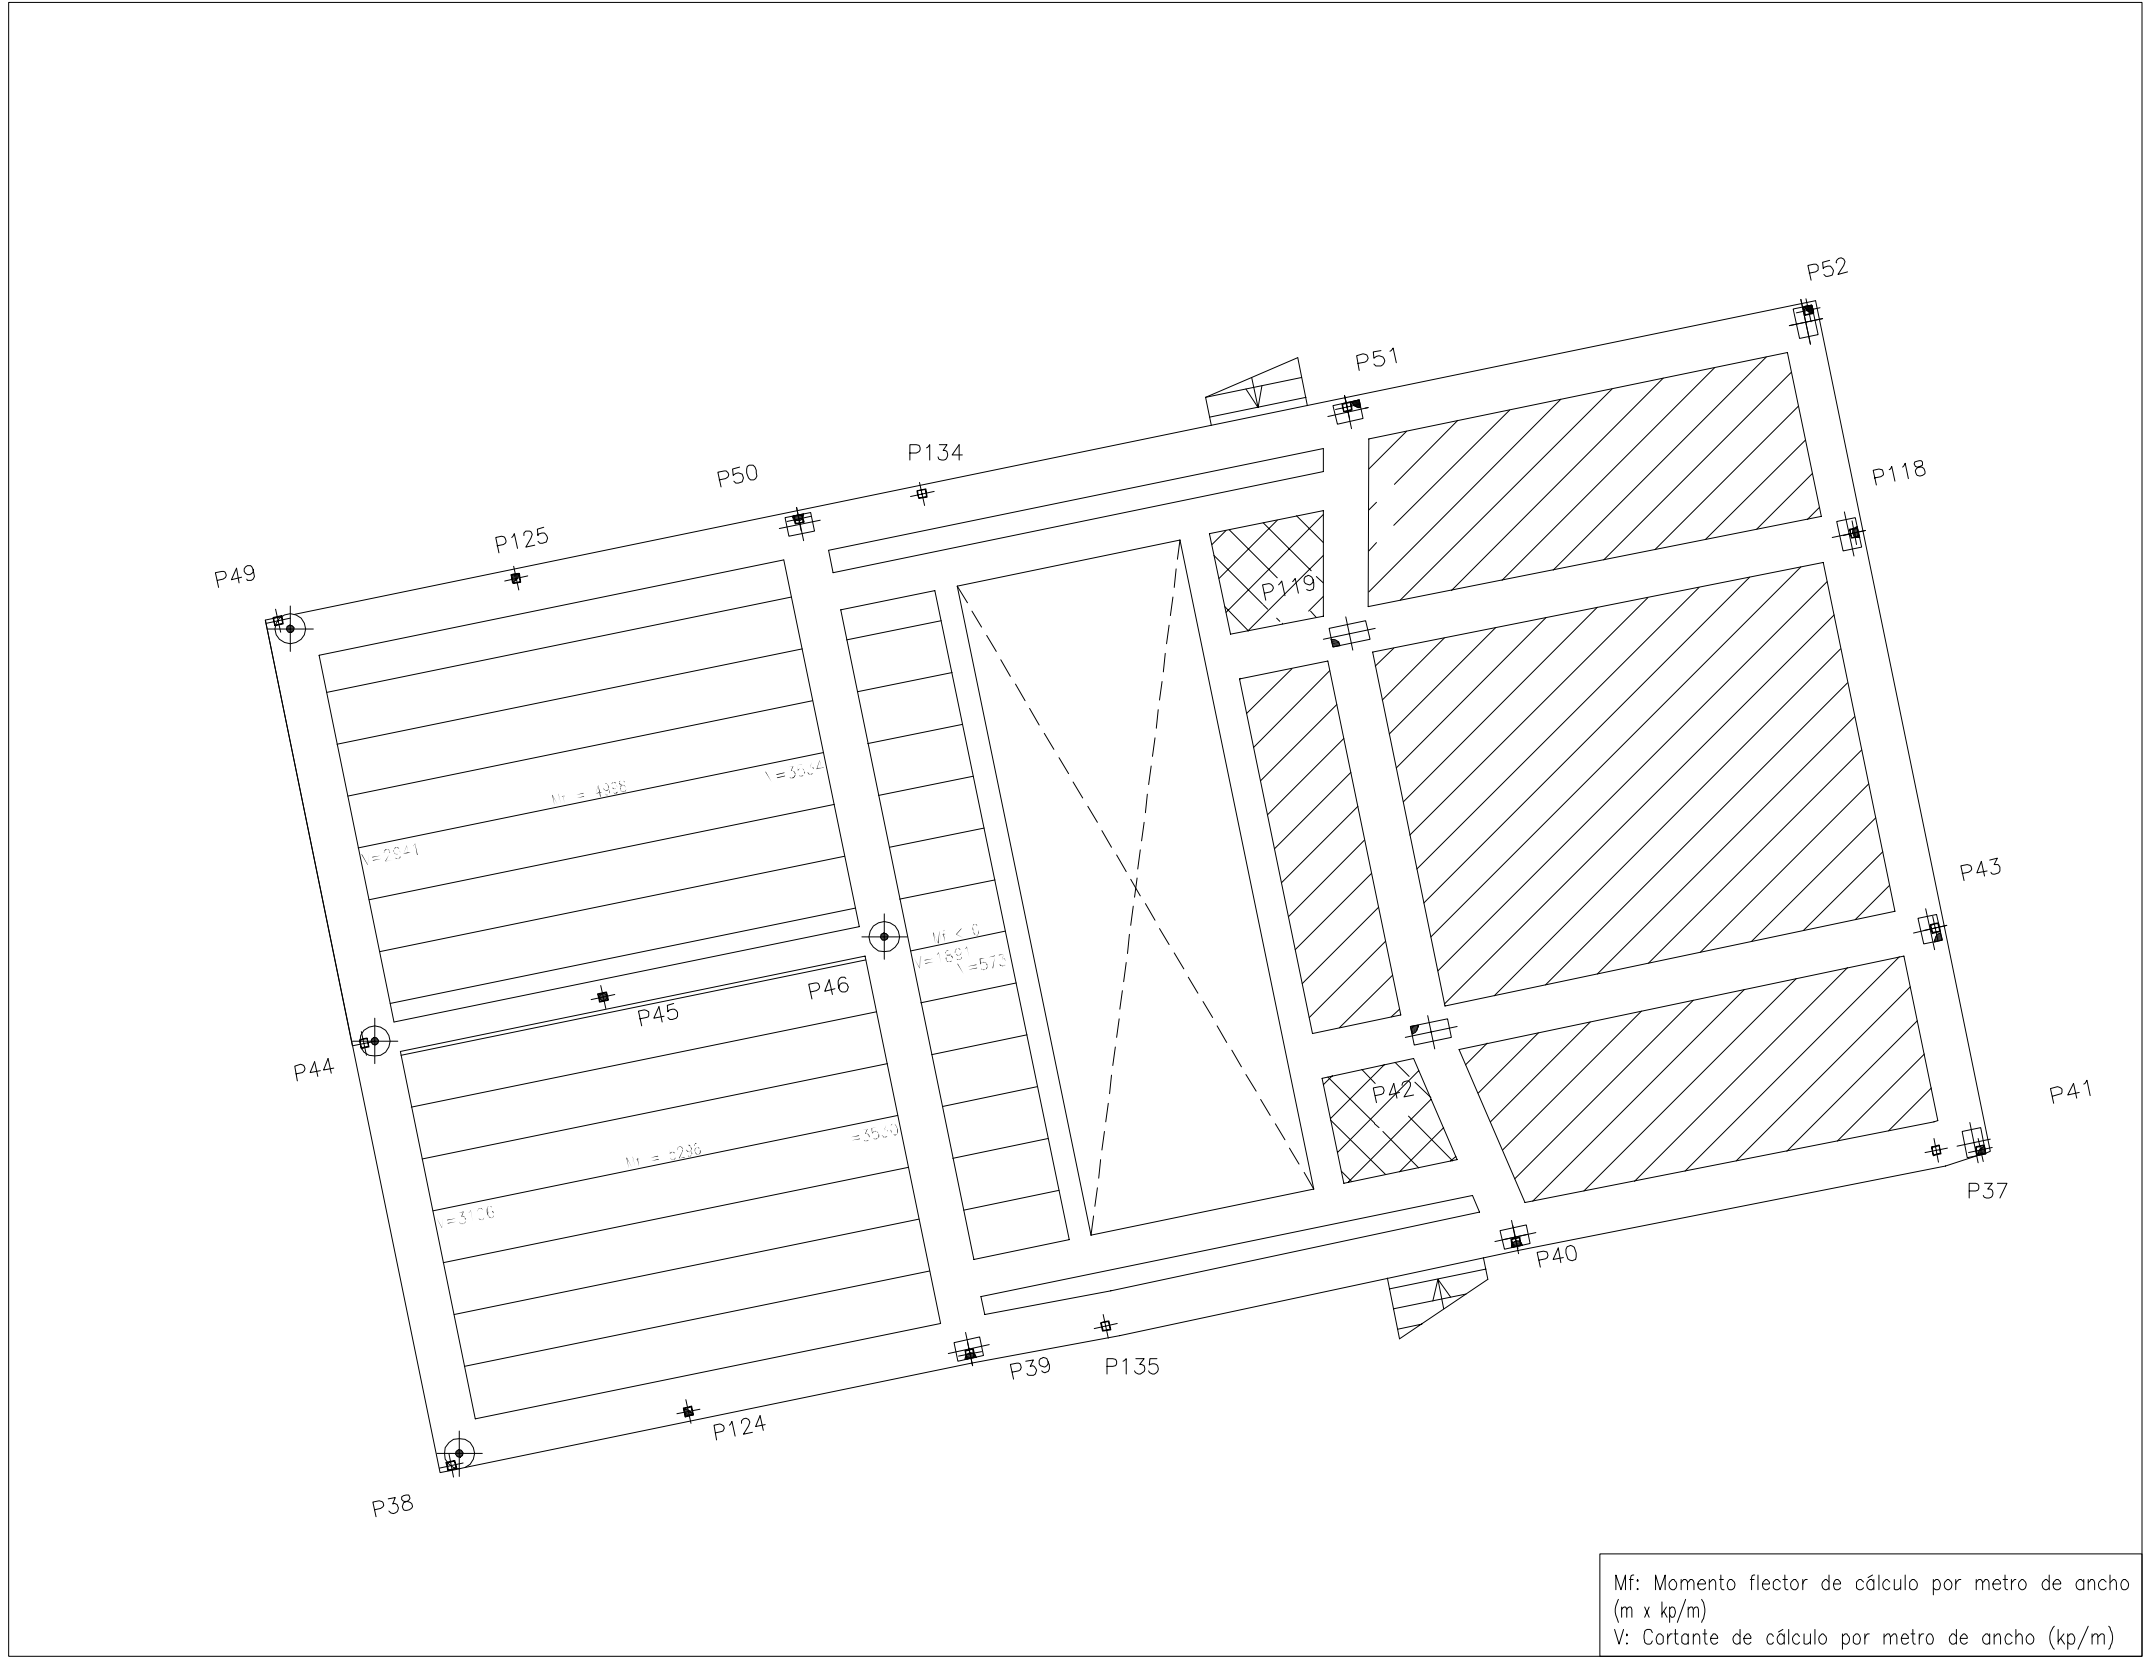 P52
P51
P134
P50
P118
P125
P49
P119
P43
P46
P45
P44
P42
P41
P37
P40
P39
P135
P124
P38
Mf: Momento flector de cálculo por metro de ancho
(m x kp/m)
V: Cortante de cálculo por metro de ancho (kp/m)